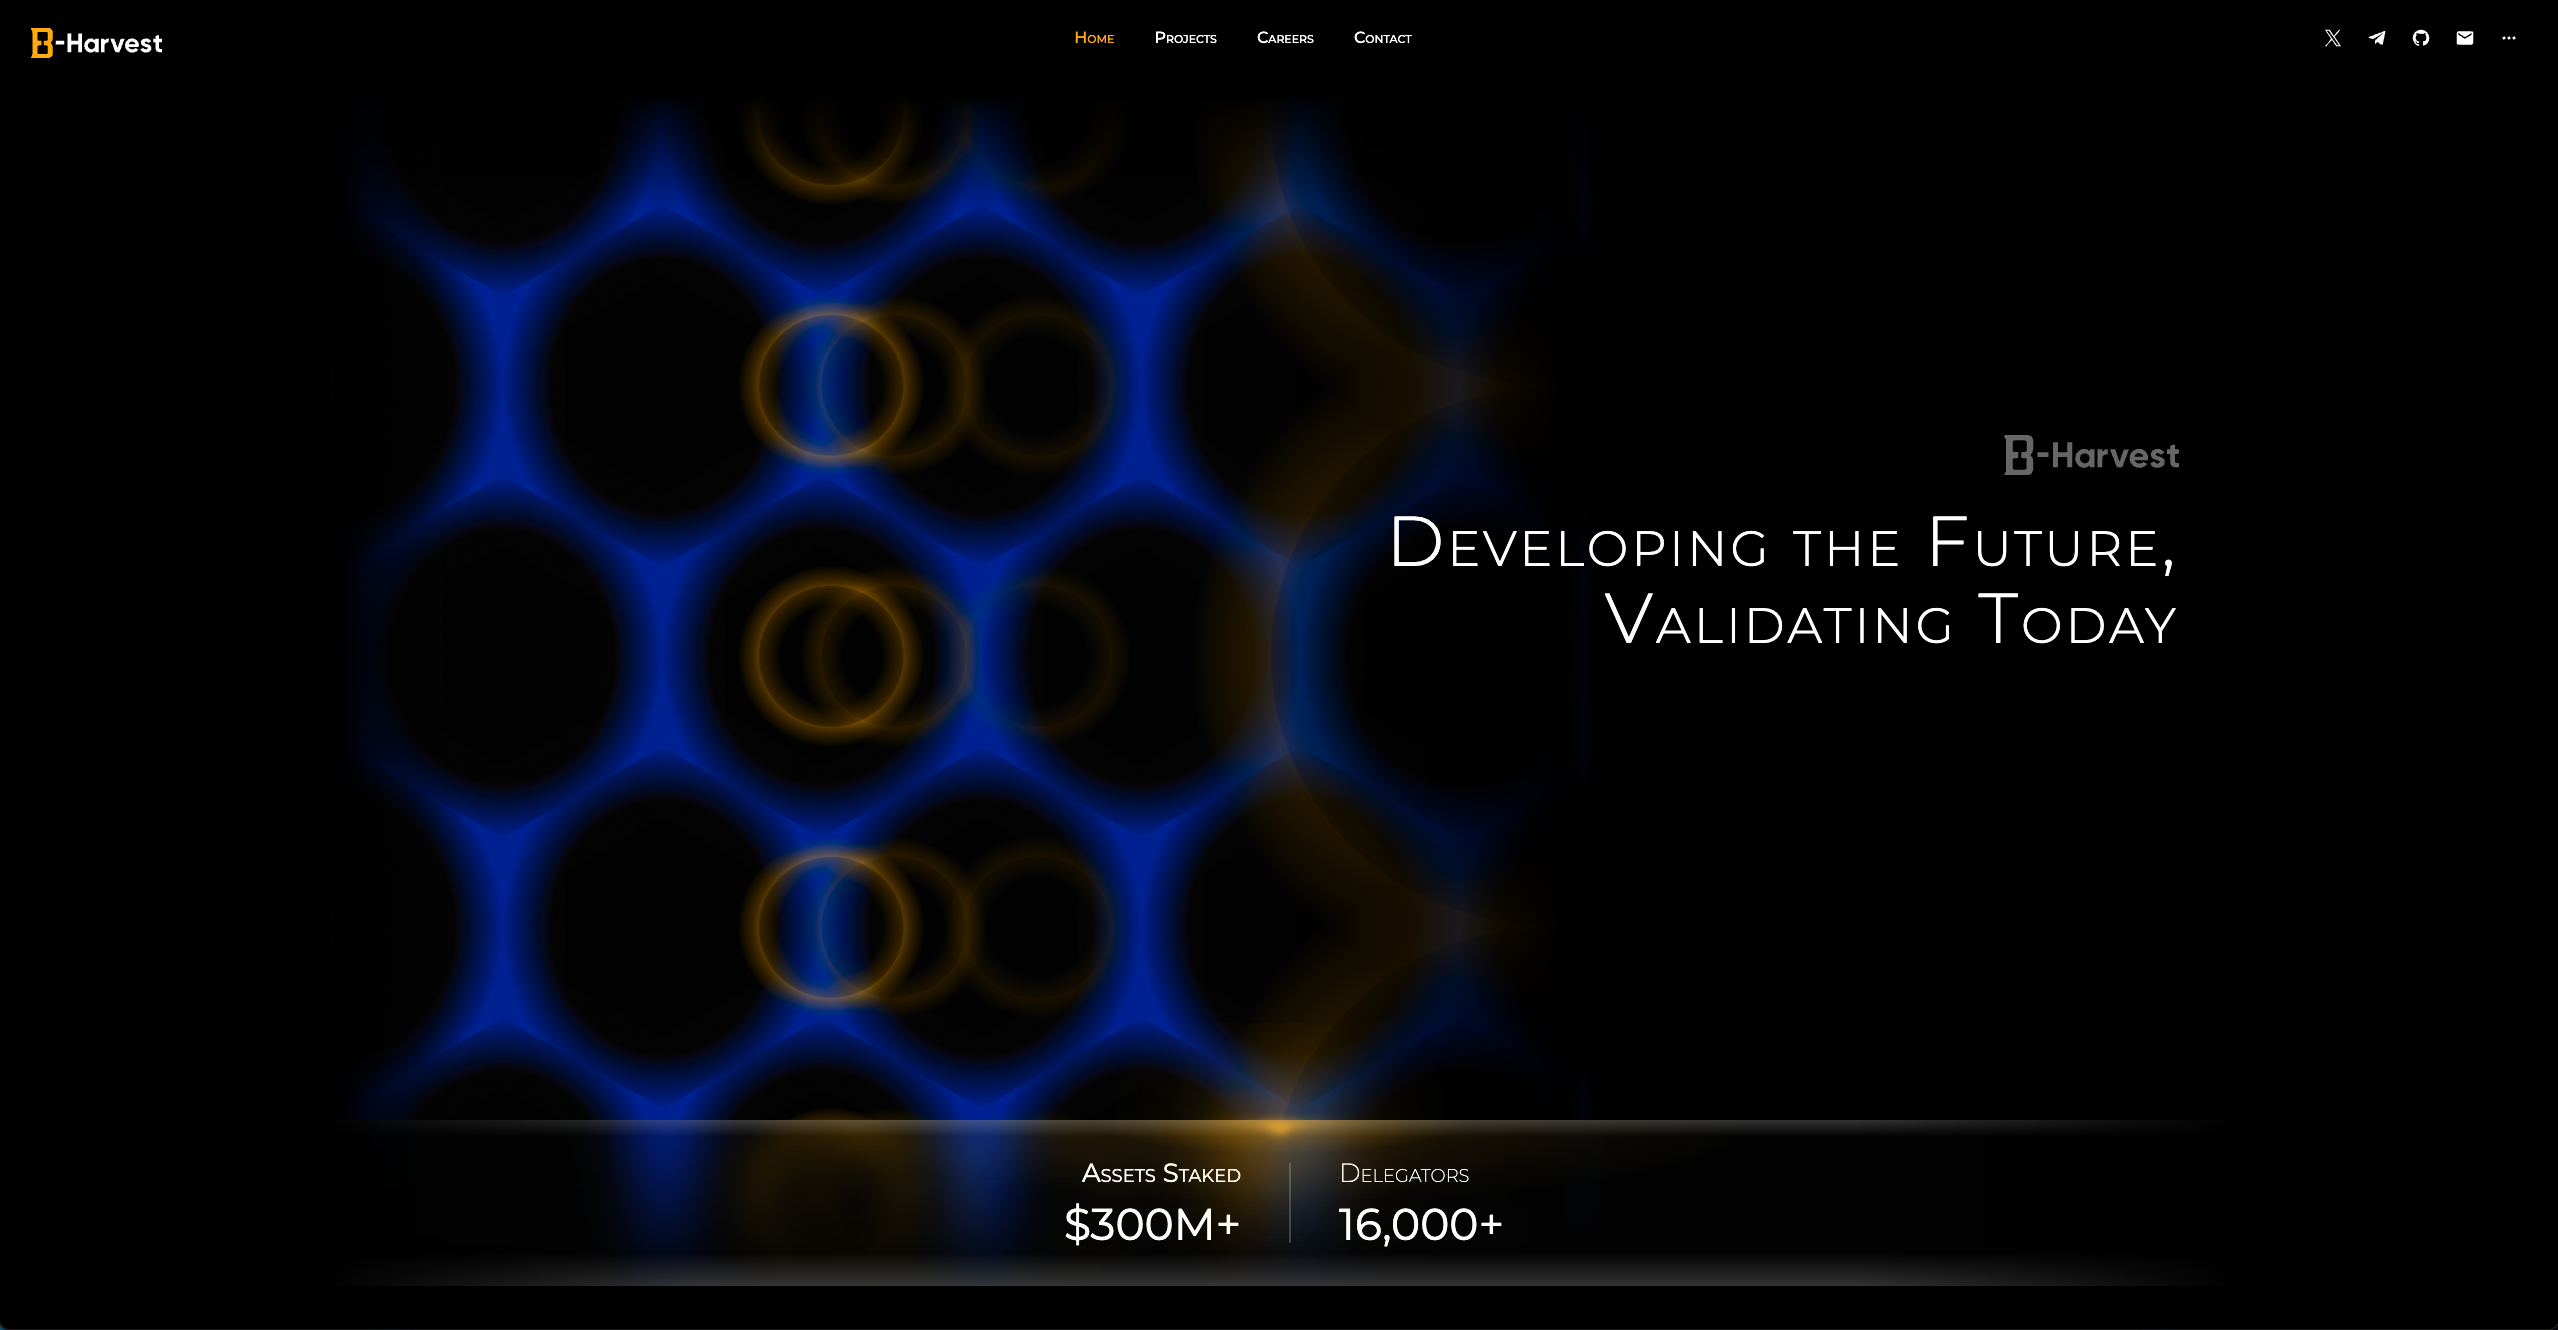 B-Harvest
Home Projects Careers Contact
B-Harvest
Developing the Future,
Validating Today
Assets Staked
$300M+
Delegators
16,000+